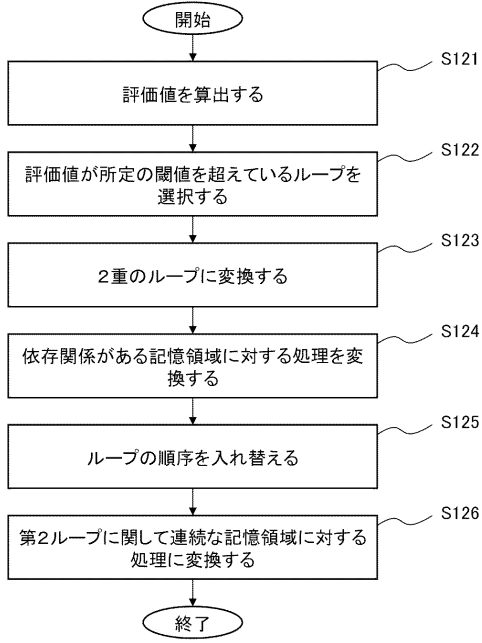 開始
S121
評価値を算出する
S122
評価値が所定の閾値を超えているループを
選択する
S123
2重のループに変換する
S124
依存関係がある記憶領域に対する処理を変
換する
S125
ループの順序を入れ替える
S126
第2ループに関して連続な記憶領域に対する
処理に変換する
終了